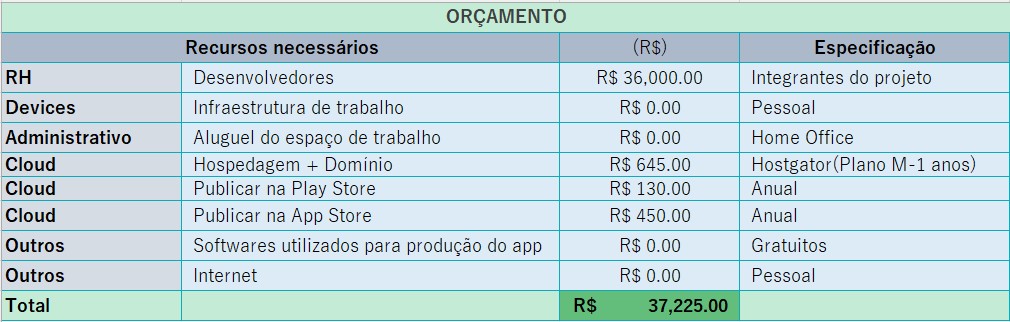 ORÇAMENTO
Recursos necessários (R$) Especificação
RH Desenvolvedores R$ 36,000.00 Integrantes do projeto
Devices Infraestrutura de trabalho R$ 0.00 Pessoal
Administrativo Aluguel do espaço de trabalho R$ 0.00 Home Office
Cloud Hospedagem + Domínio R$ 645.00 Hostgator(Plano M-1 anos)
Cloud Publicar na Play Store R$ 130.00 Anual
Cloud Publicar na App Store R$ 450.00 Anual
Outros Softwares utilizados para produção do app R$ 0.00 Gratuitos
Outros Internet R$ 0.00 Pessoal
Total R$ 37,225.00